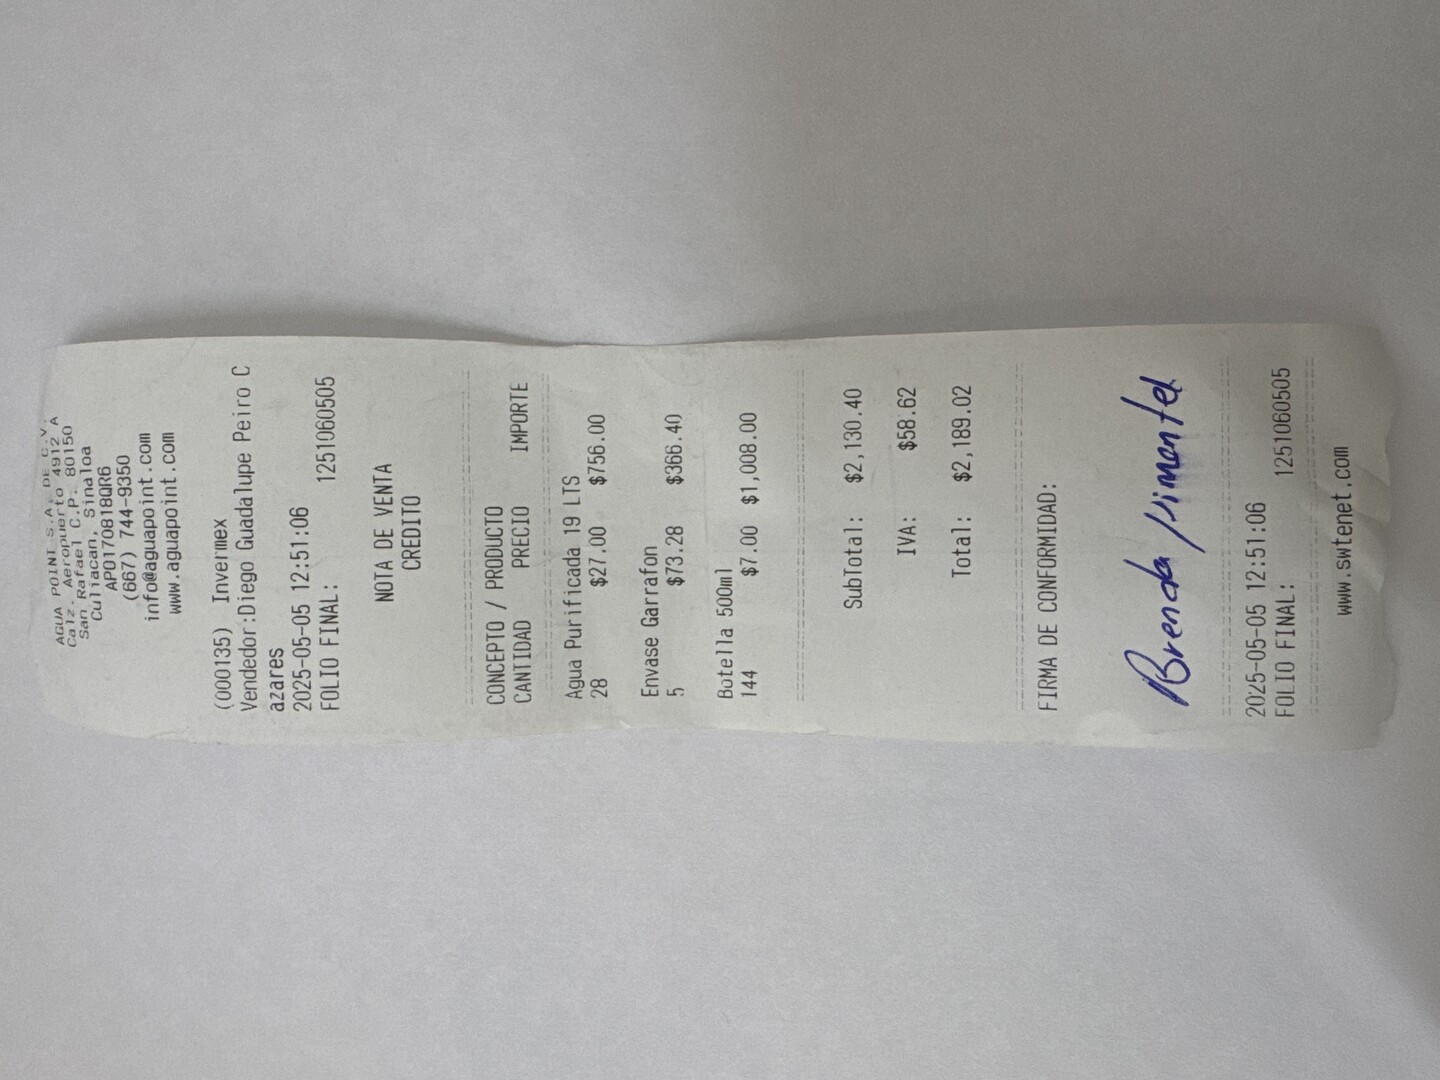 AGUA POINT S.A. DE C.V.
Calz. Aeropuerto 4912 A
San Rafael C.P. 80150
Culiacan, Sinaloa
APO170818QR6
(667) 744-9350
info@aguapoint.com
www.aguapoint.com
(000135) Invermex
Vendedor:Diego Guadalupe Peiro C
azares
2025-05-05 12:51:06
FOLIO FINAL: 1251060505
NOTA DE VENTA
CREDITO
CONCEPTO / PRODUCTO
CANTIDAD PRECIO IMPORTE
Agua Purificada 19 LTS
28 $27.00 $756.00
Envase Garrafon
5 $73.28 $366.40
Botella 500ml
144 $7.00 $1,008.00
SubTotal: $2,130.40
IVA: $58.62
Total: $2,189.02
FIRMA DE CONFORMIDAD:
Brenda Pimentel
2025-05-05 12:51:06
FOLIO FINAL: 1251060505
www.swtenet.com